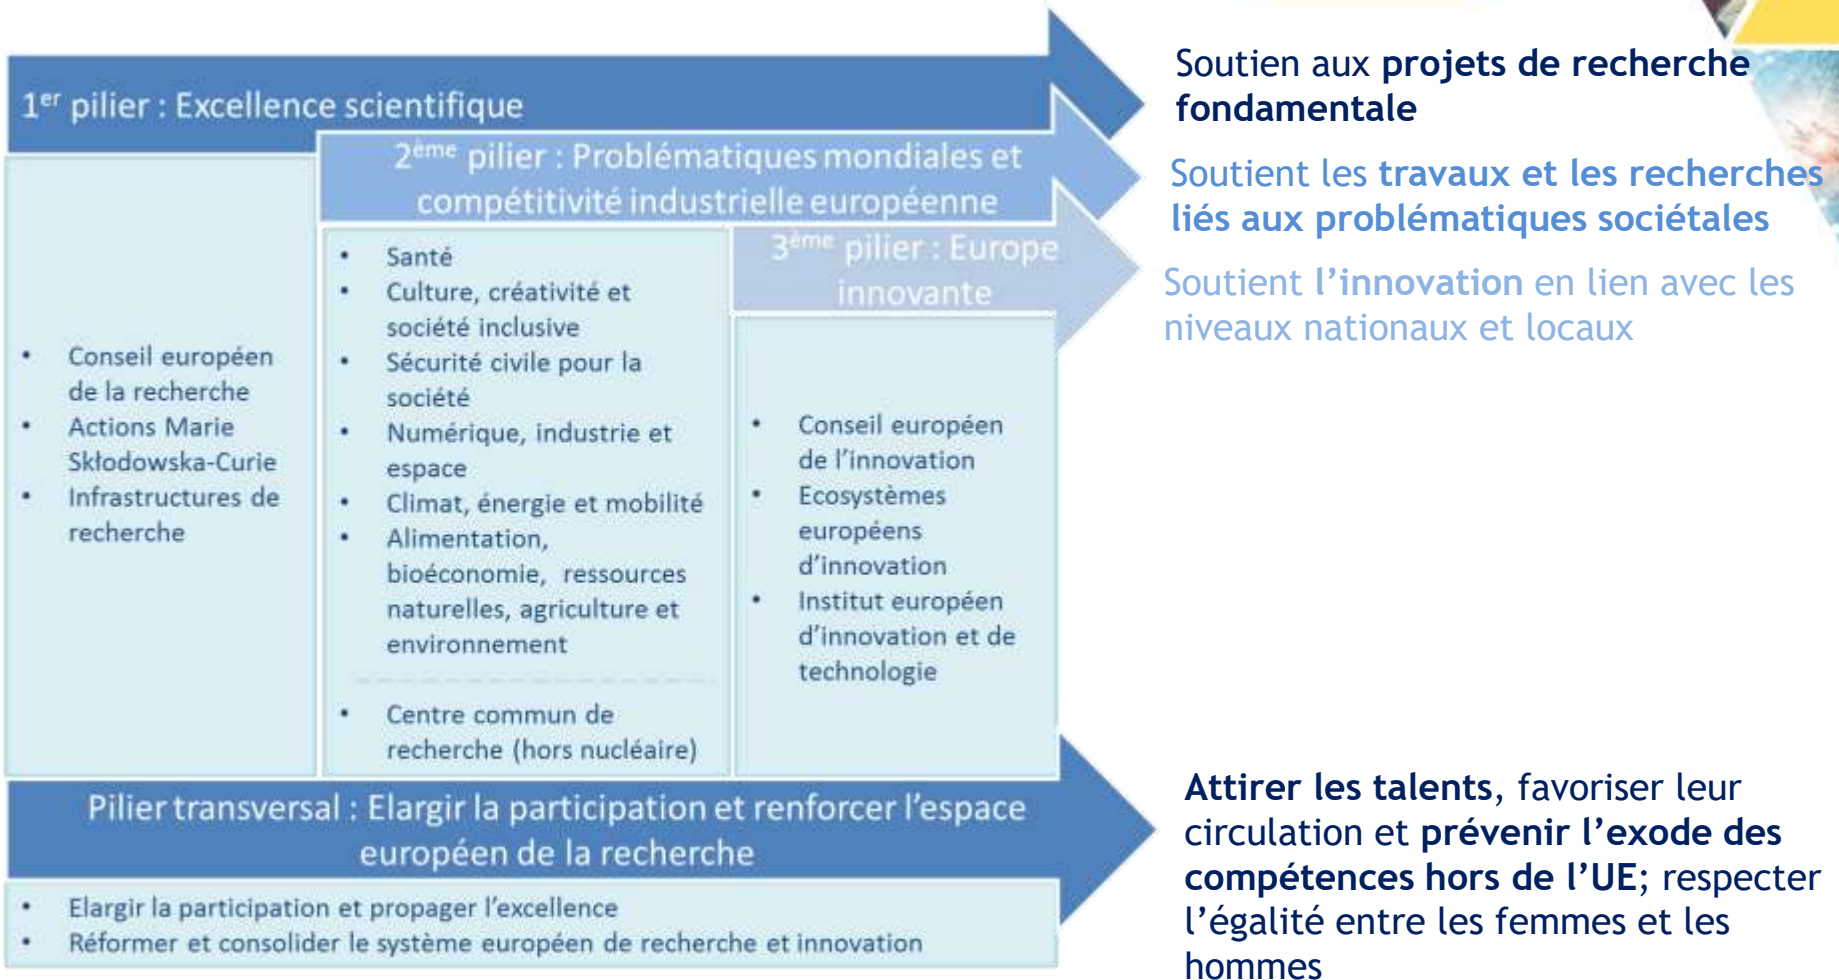 1er pilier : Excellence scientifique
Soutien aux projets de recherche
fondamentale
2ème pilier : Problématiques mondiales et
compétitivité industrielle européenne
Soutient les travaux et les recherches
liés aux problématiques sociétales
3ème pilier : Europe
innovante
Soutient l’innovation en lien avec les
niveaux nationaux et locaux
• Conseil européen
de la recherche
• Actions Marie
Skłodowska-Curie
• Infrastructures de
recherche
• Santé
• Culture, créativité et
société inclusive
• Sécurité civile pour la
société
• Numérique, industrie et
espace
• Climat, énergie et mobilité
• Alimentation,
bioéconomie, ressources
naturelles, agriculture et
environnement
• Centre commun de
recherche (hors nucléaire)
• Conseil européen
de l’innovation
• Ecosystèmes
européens
d’innovation
• Institut européen
d’innovation et de
technologie
Pilier transversal : Elargir la participation et renforcer l’espace
européen de la recherche
• Elargir la participation et propager l’excellence
• Réformer et consolider le système européen de recherche et innovation
Attirer les talents, favoriser leur
circulation et prévenir l’exode des
compétences hors de l’UE; respecter
l’égalité entre les femmes et les
hommes